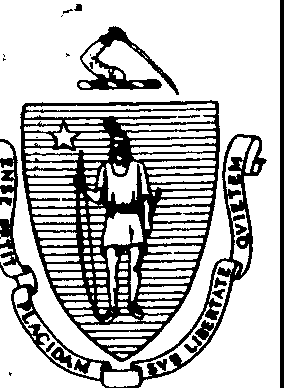 ENSE PETIT
PLACIDAM
SVB LIBERTATE
QVIETEM